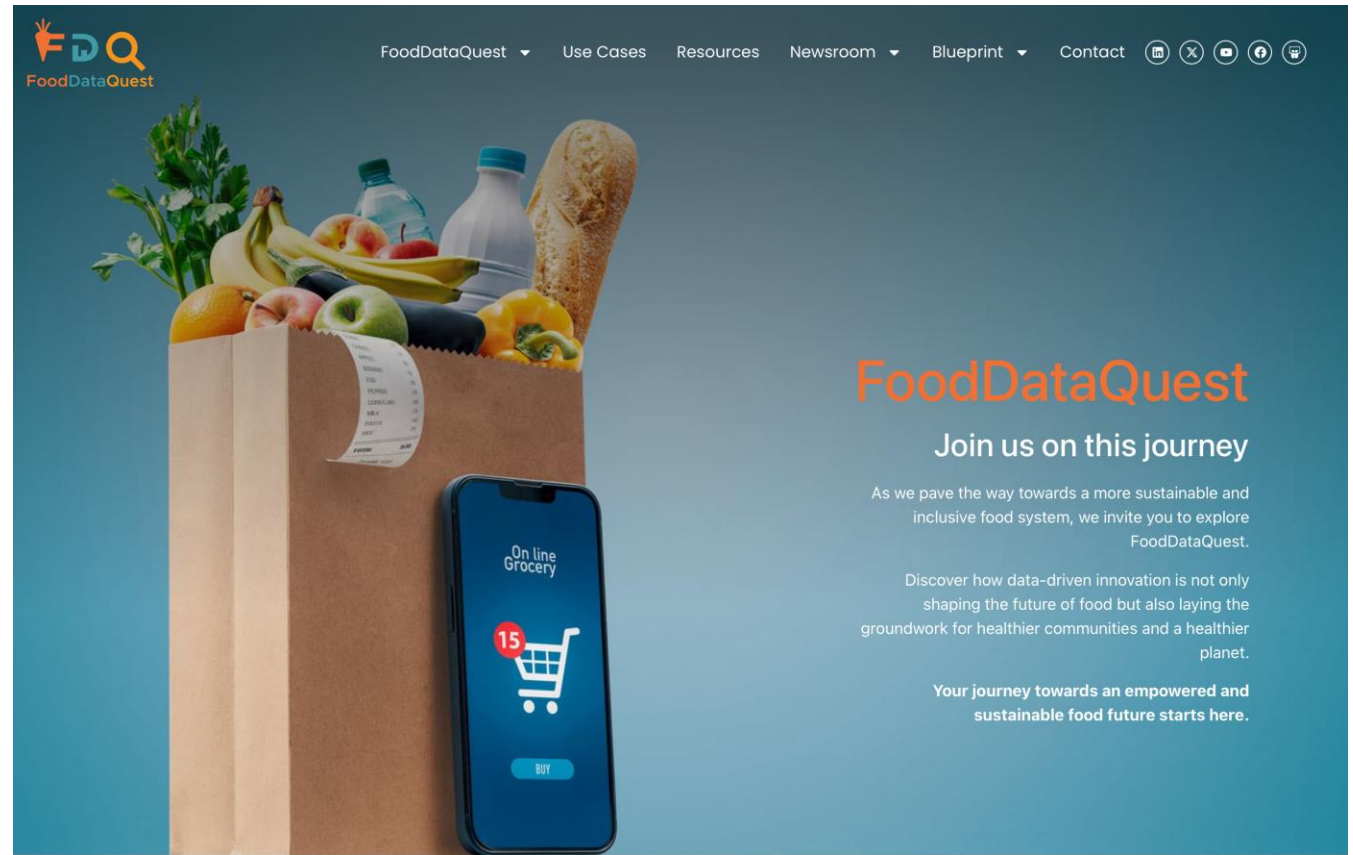 FDQ
FoodDataQuest
FoodDataQuest
Use Cases
Resources
Newsroom
Blueprint
Contact
FoodDataQuest
Join us on this journey
As we pave the way towards a more sustainable and
inclusive food system, we invite you to explore
FoodDataQuest.
Discover how data-driven innovation is not only
shaping the future of food but also laying the
groundwork for healthier communities and a healthier
planet.
Your journey towards an empowered and
sustainable food future starts here.
On line
Grocery
15
BUY